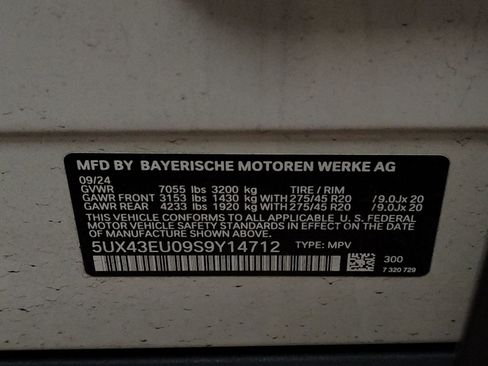 MFD BY BAYERISCHE MOTOREN WERKE AG
09/24
GVWR 7055 lbs 3200 kg TIRE / RIM
GAWR FRONT 3153 lbs 1430 kg WITH 275/45 R20 /9.0Jx 20
GAWR REAR 4233 lbs 1920 kg WITH 275/45 R20 /9.0Jx 20
THIS VEHICLE CONFORMS TO ALL APPLICABLE U. S. FEDERAL
MOTOR VEHICLE SAFETY STANDARDS IN EFFECT ON THE DATE
OF MANUFACTURE SHOWN ABOVE.
5UX43EU09S9Y14712 TYPE: MPV
300
7 320 729